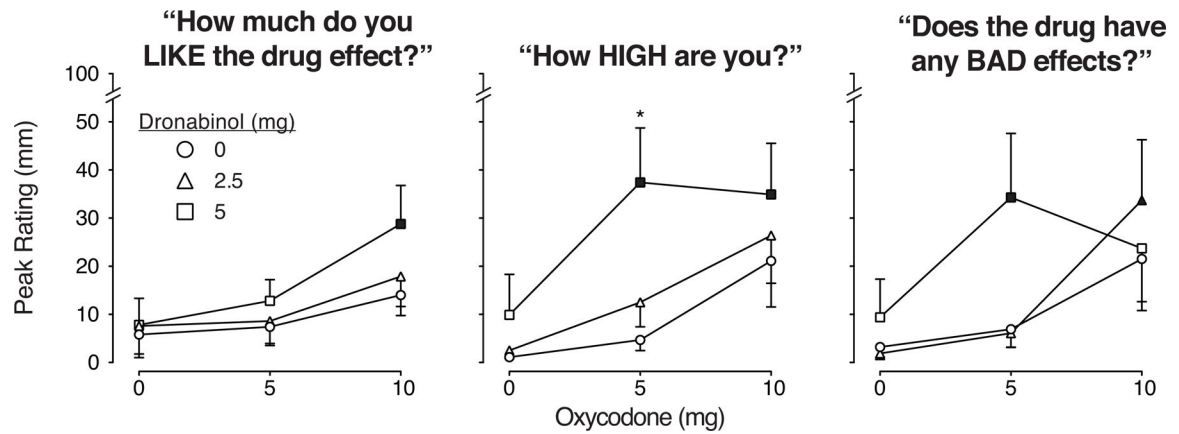 “How much do you
LIKE the drug effect?”
“How HIGH are you?”
“Does the drug have
any BAD effects?”
Peak Rating (mm)
100
50
40
30
20
10
0
Dronabinol (mg)
0
2.5
5
*
0 5 10
0 5 10
0 5 10
Oxycodone (mg)